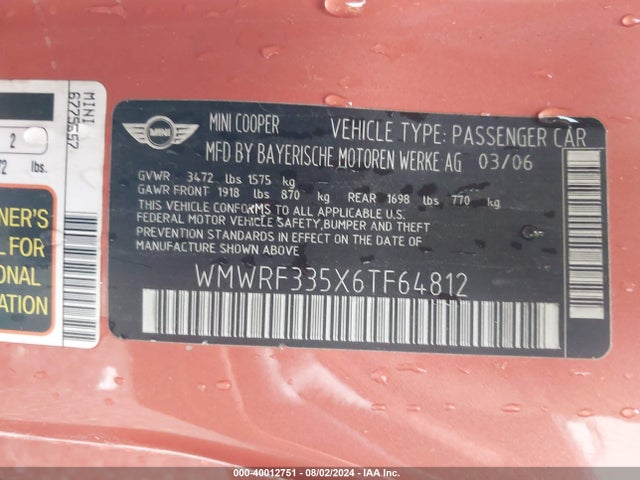 MINI
6775657
2
72 lbs.
NER'S
L FOR
ONAL
ATION
MINI
MINI COOPER VEHICLE TYPE: PASSENGER CAR
MFD BY BAYERISCHE MOTOREN WERKE AG 03/06
GVWR 3472 lbs 1575 kg
GAWR FRONT 1918 lbs 870 kg REAR 1698 lbs 770 kg
THIS VEHICLE CONFORMS TO ALL APPLICABLE U.S.
FEDERAL MOTOR VEHICLE SAFETY,BUMPER AND THEFT
PREVENTION STANDARDS IN EFFECT ON THE DATE OF
MANUFACTURE SHOWN ABOVE
WMWRF335X6TF64812
000-40012751 - 08/02/2024 - IAA Inc.